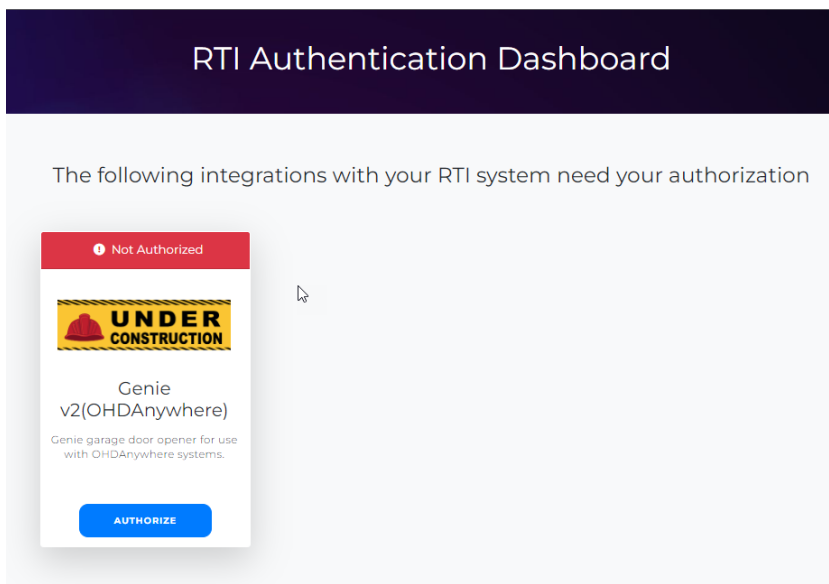 RTI Authentication Dashboard
The following integrations with your RTI system need your authorization
! Not Authorized
UNDER
CONSTRUCTION
Genie
v2(OHDAnywhere)
Genie garage door opener for use
with OHDAnywhere systems.
AUTHORIZE